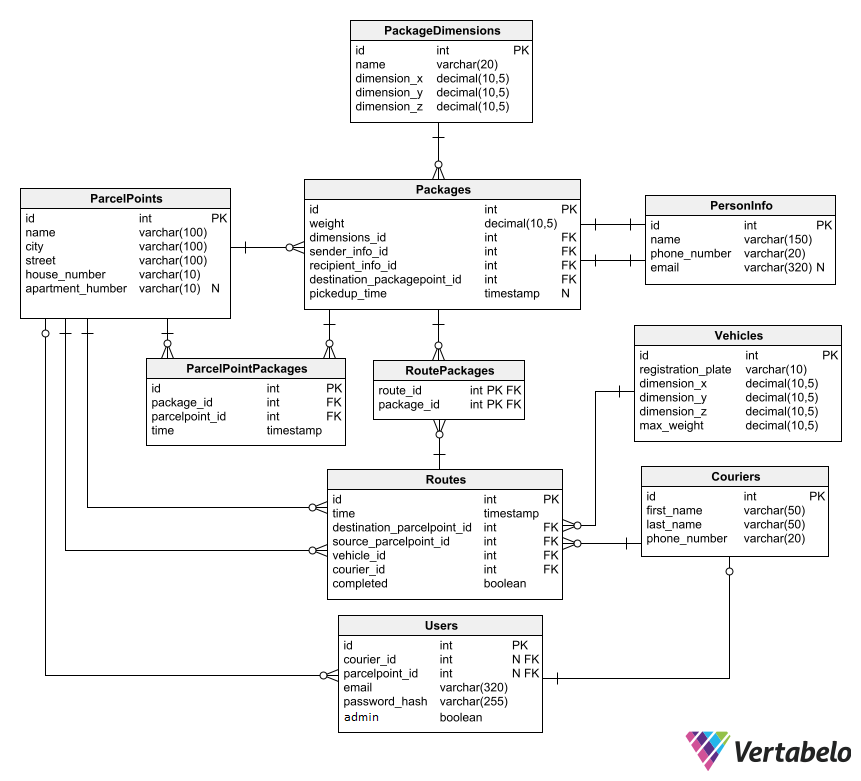 PackageDimensions
id int PK
name varchar(20)
dimension_x decimal(10,5)
dimension_y decimal(10,5)
dimension_z decimal(10,5)
ParcelPoints
id int PK
name varchar(100)
city varchar(100)
street varchar(100)
house_number varchar(10)
apartment_humber varchar(10) N
Packages
id int PK
weight decimal(10,5)
dimensions_id int FK
sender_info_id int FK
recipient_info_id int FK
destination_packagepoint_id int FK
pickedup_time timestamp N
PersonInfo
id int PK
name varchar(150)
phone_number varchar(20)
email varchar(320) N
ParcelPointPackages
id int PK
package_id int FK
parcelpoint_id int FK
time timestamp
RoutePackages
route_id int PK FK
package_id int PK FK
Vehicles
id int PK
registration_plate varchar(10)
dimension_x decimal(10,5)
dimension_y decimal(10,5)
dimension_z decimal(10,5)
max_weight decimal(10,5)
Routes
id int PK
time timestamp
destination_parcelpoint_id int FK
source_parcelpoint_id int FK
vehicle_id int FK
courier_id int FK
completed boolean
Couriers
id int PK
first_name varchar(50)
last_name varchar(50)
phone_number varchar(20)
Users
id int PK
courier_id int N FK
parcelpoint_id int N FK
email varchar(320)
password_hash varchar(255)
admin boolean
Vertabelo